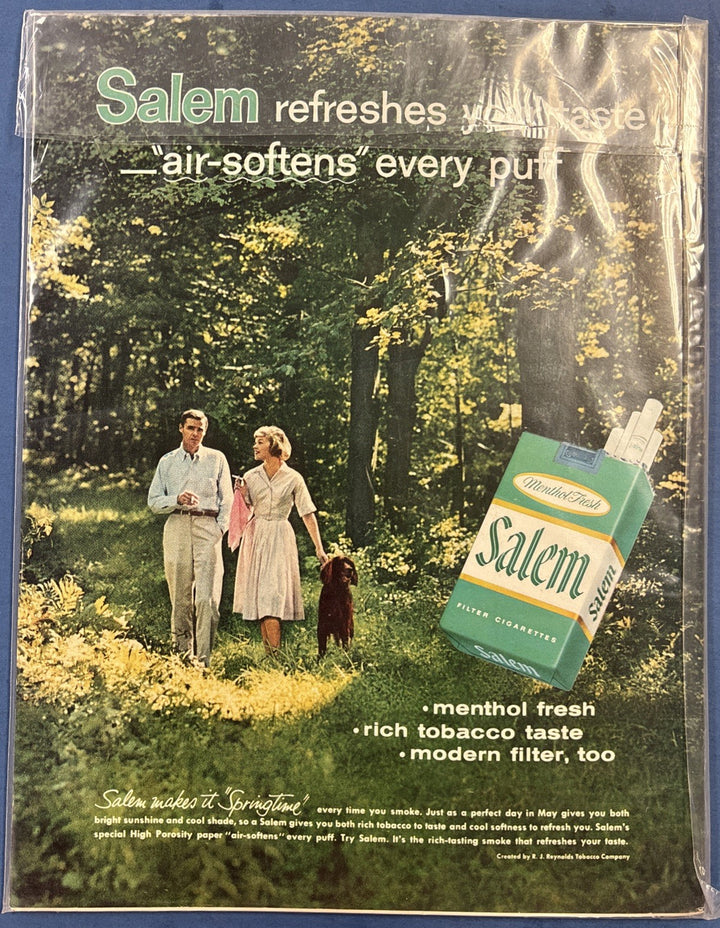 Salem refreshes your taste
—"air-softens" every puff
Menthol Fresh
Salem
Salem
FILTER CIGARETTES
Salem
• menthol fresh
• rich tobacco taste
• modern filter, too
Salem makes it "Springtime" every time you smoke. Just as a perfect day in May gives you both
bright sunshine and cool shade, so a Salem gives you both rich tobacco to taste and cool softness to refresh you. Salem's
special High Porosity paper "air-softens" every puff. Try Salem. It's the rich-tasting smoke that refreshes your taste.
Created by R. J. Reynolds Tobacco Company